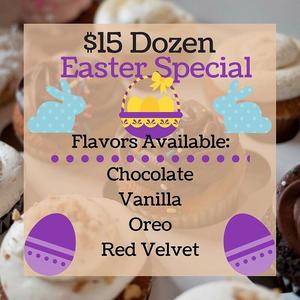 $15 Dozen
Easter Special
Flavors Available:
Chocolate
Vanilla
Oreo
Red Velvet